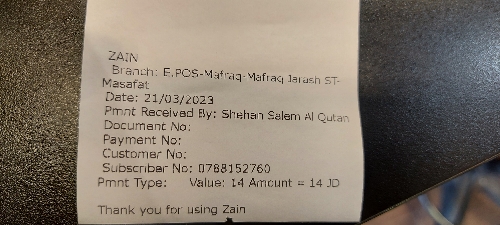 ZAIN
Branch: E.POS-Mafraq-Mafraq Jarash ST-
Masafat
Date: 21/03/2023
Pmnt Received By: Shehan Salem Al Qutan
Document No:
Payment No:
Customer No:
Subscriber No: 0788152760
Pmnt Type: Value: 14 Amount = 14 JD
Thank you for using Zain